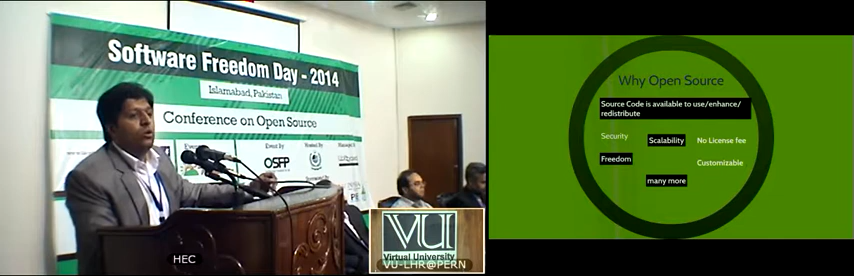 Software Freedom Day - 2014
Islamabad, Pakistan
Conference on Open Source
Event By
OSFP
HEC
VU
Virtual University
VU-LHR@PERN
Why Open Source
Source Code is available to use/enhance/
redistribute
Security
Scalability
No License fee
Freedom
Customizable
many more